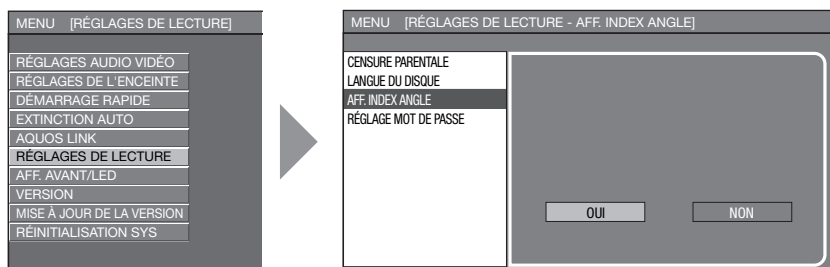 MENU [RÉGLAGES DE LECTURE]
RÉGLAGES AUDIO VIDÉO
RÉGLAGES DE L'ENCEINTE
DÉMARRAGE RAPIDE
EXTINCTION AUTO
AQUOS LINK
RÉGLAGES DE LECTURE
AFF. AVANT/LED
VERSION
MISE À JOUR DE LA VERSION
RÉINITIALISATION SYS
MENU [RÉGLAGES DE LECTURE - AFF. INDEX ANGLE]
CENSURE PARENTALE
LANGUE DU DISQUE
AFF. INDEX ANGLE
RÉGLAGE MOT DE PASSE
OUI NON